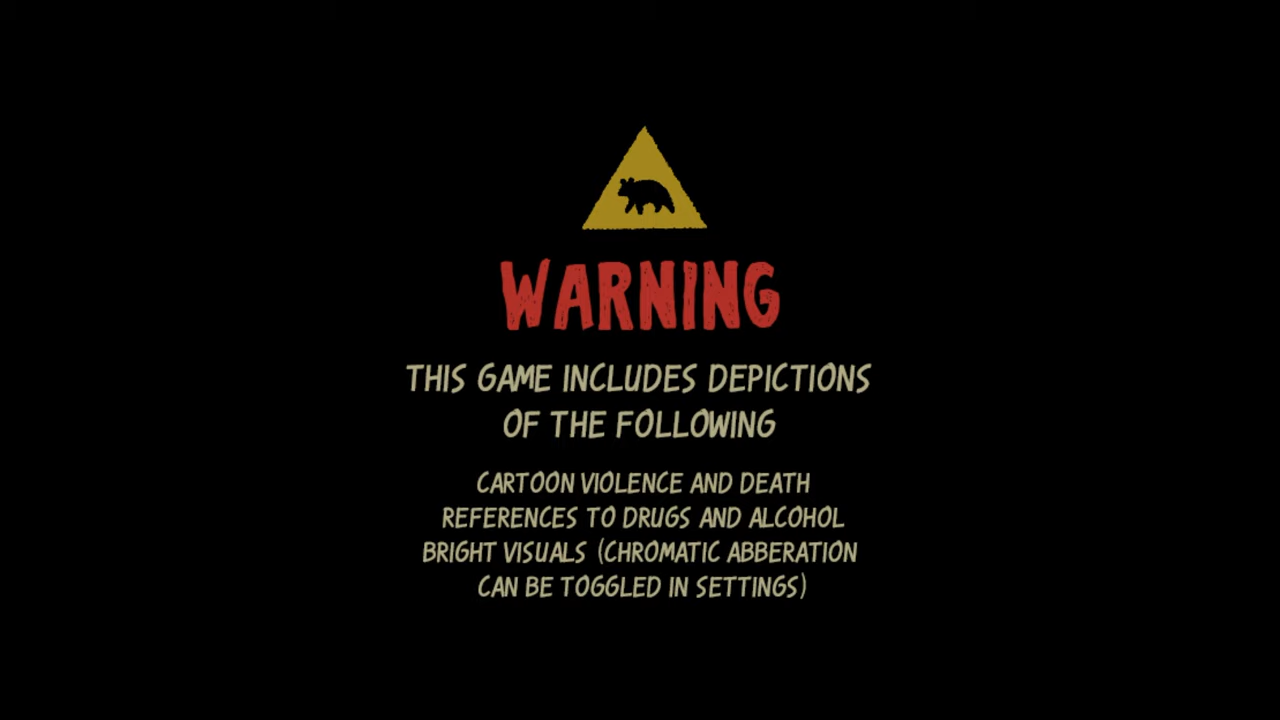 WARNING
THIS GAME INCLUDES DEPICTIONS
OF THE FOLLOWING
CARTOON VIOLENCE AND DEATH
REFERENCES TO DRUGS AND ALCOHOL
BRIGHT VISUALS (CHROMATIC ABBERATION
CAN BE TOGGLED IN SETTINGS)